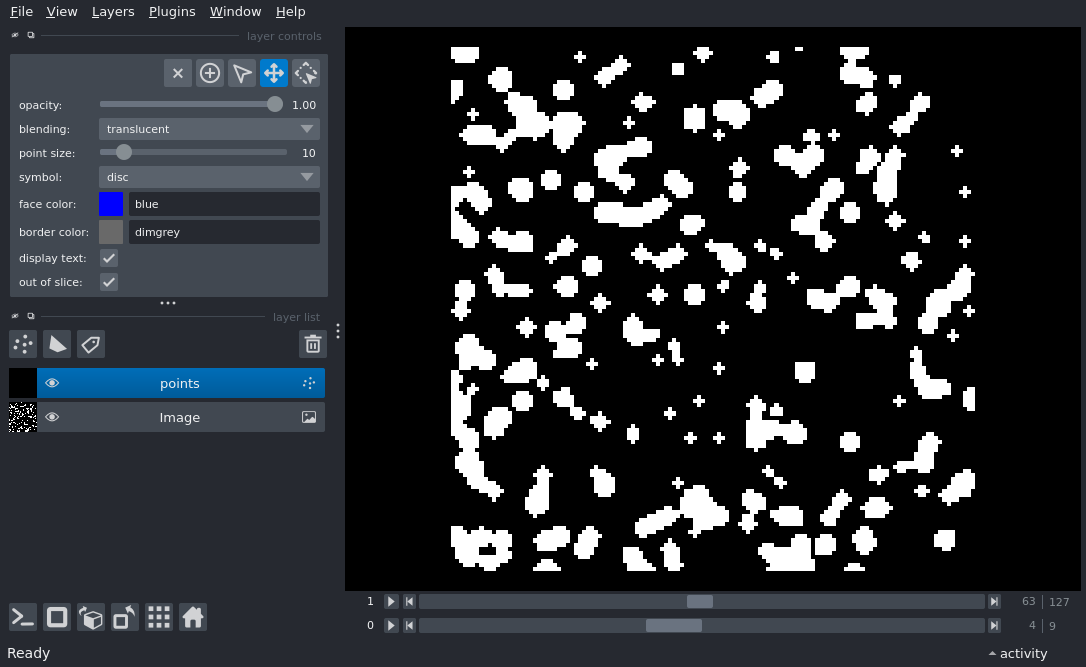 File View Layers Plugins Window Help
layer controls
opacity: 1.00
blending: translucent
point size: 10
symbol: disc
face color: blue
border color: dimgrey
display text:
out of slice:
layer list
points
Image
1 63 127
0 4 9
Ready activity